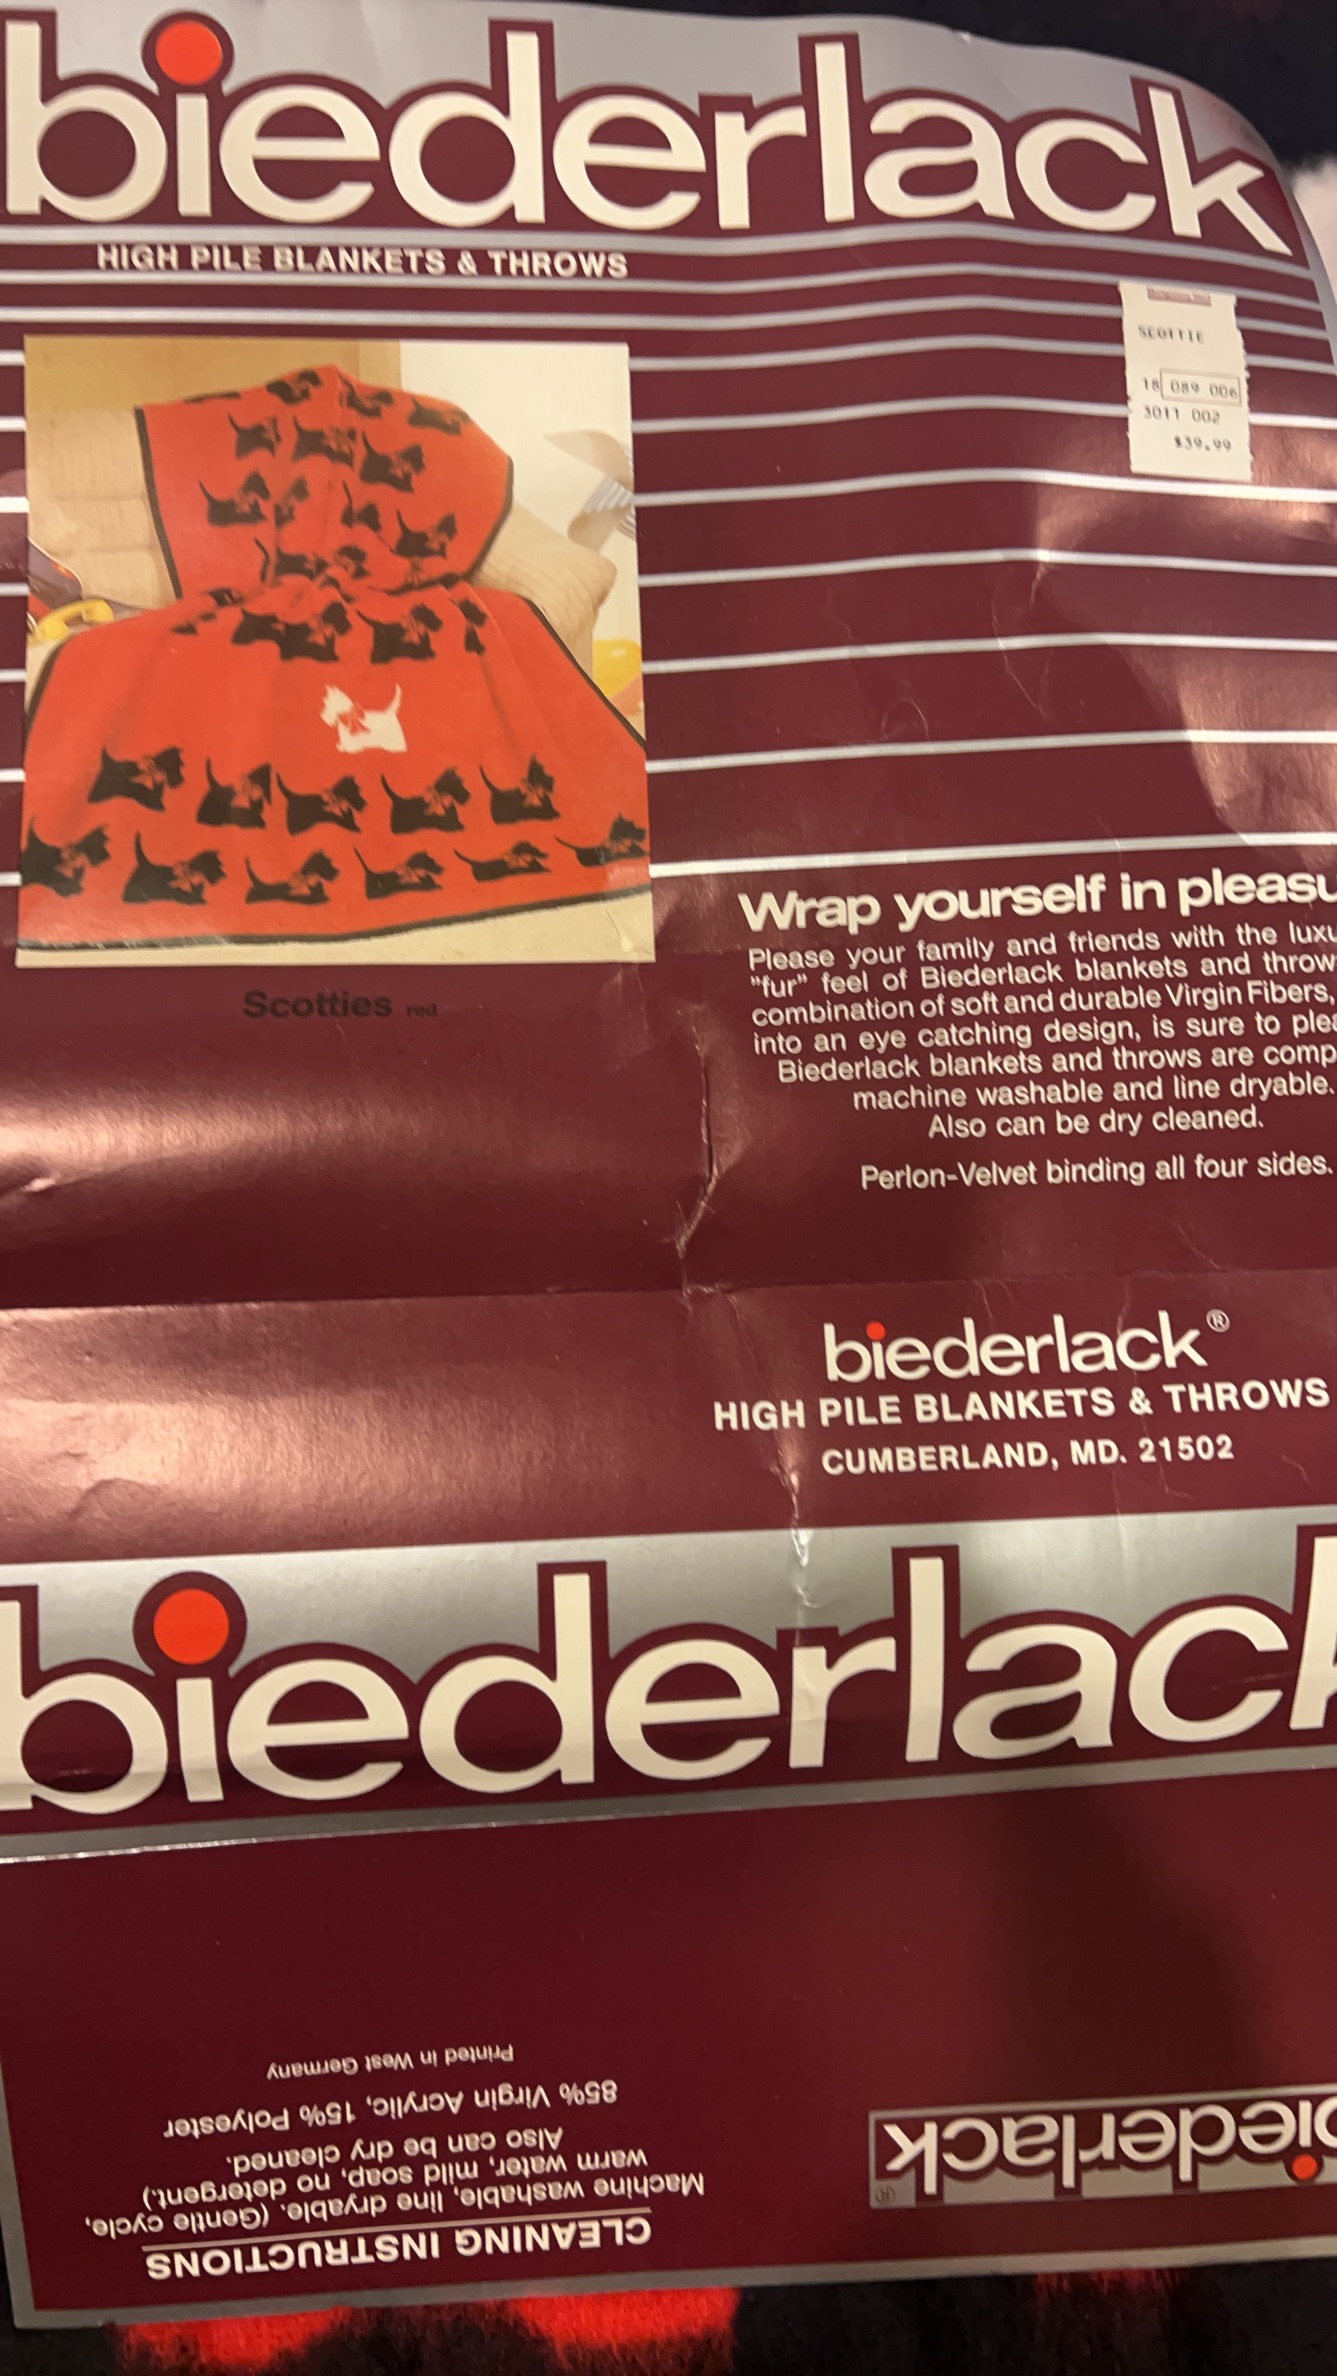 biederlack
HIGH PILE BLANKETS & THROWS
SCOTTIE
18 089 006
3011 002
$39.99
Scotties red
Wrap yourself in pleasu
Please your family and friends with the luxu
"fur" feel of Biederlack blankets and throw
combination of soft and durable Virgin Fibers,
into an eye catching design, is sure to plea
Biederlack blankets and throws are comp
machine washable and line dryable.
Also can be dry cleaned.
Perlon-Velvet binding all four sides.
biederlack®
HIGH PILE BLANKETS & THROWS
CUMBERLAND, MD. 21502
biederlack
biederlack
®
CLEANING INSTRUCTIONS
Machine washable, line dryable. (Gentle cycle,
warm water, mild soap, no detergent.)
Also can be dry cleaned.
85% Virgin Acrylic, 15% Polyester
Printed in West Germany